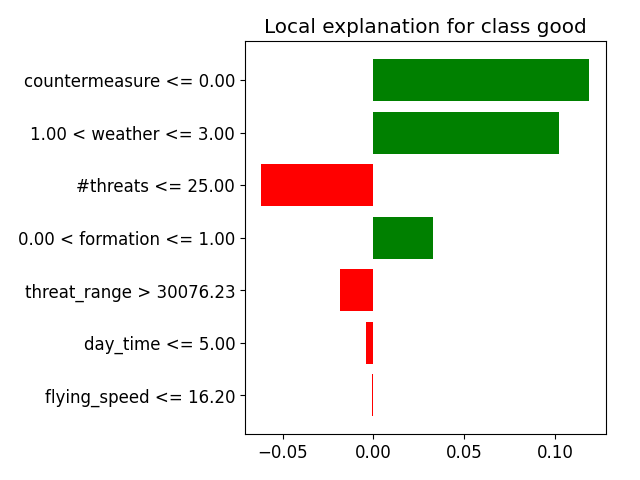 Local explanation for class good
countermeasure <= 0.00
1.00 < weather <= 3.00
#threats <= 25.00
0.00 < formation <= 1.00
threat_range > 30076.23
day_time <= 5.00
flying_speed <= 16.20
−0.05 0.00 0.05 0.10